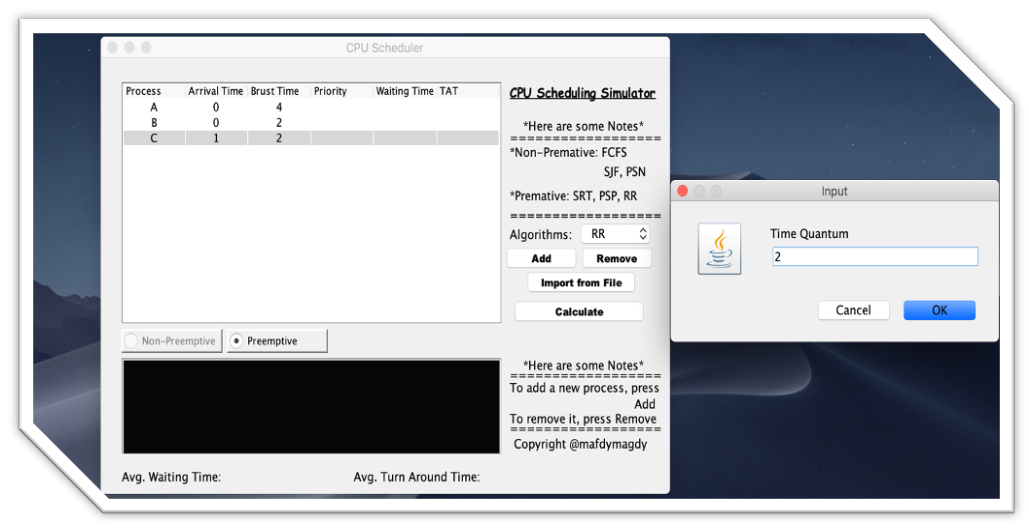 CPU Scheduler
Process Arrival Time Brust Time Priority Waiting Time TAT
A 0 4
B 0 2
C 1 2
CPU Scheduling Simulator
*Here are some Notes*
===================
*Non-Premative: FCFS
SJF, PSN
*Premative: SRT, PSP, RR
===================
Algorithms: RR
Add Remove
Import from File
Calculate
Non-Preemptive Preemptive
*Here are some Notes*
===================
To add a new process, press
Add
To remove it, press Remove
===================
Copyright @mafdymagdy
Avg. Waiting Time: Avg. Turn Around Time:
Input
Time Quantum
2
Cancel OK